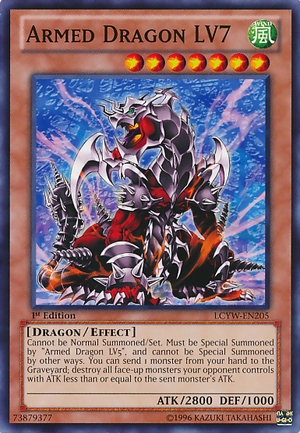 ARMED DRAGON LV7
WIND
風
1st Edition
LCYW-EN205
[DRAGON / EFFECT]
Cannot be Normal Summoned/Set. Must be Special Summoned
by "Armed Dragon LV5", and cannot be Special Summoned
by other ways. You can send 1 monster from your hand to the
Graveyard; destroy all face-up monsters your opponent controls
with ATK less than or equal to the sent monster's ATK.
ATK/2800 DEF/1000
73879377
©1996 KAZUKI TAKAHASHI